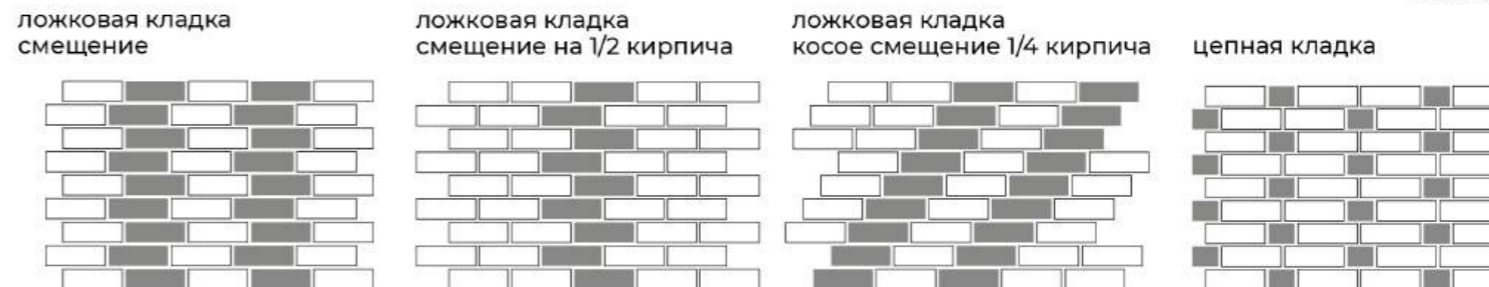 ложковая кладка
смещение
ложковая кладка
смещение на 1/2 кирпича
ложковая кладка
косое смещение 1/4 кирпича
цепная кладка